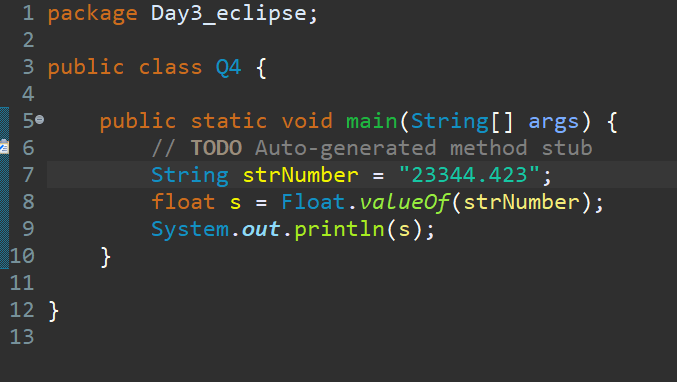 1 package Day3_eclipse;
2
3 public class Q4 {
4
5 public static void main(String[] args) {
6 // TODO Auto-generated method stub
7 String strNumber = "23344.423";
8 float s = Float.valueOf(strNumber);
9 System.out.println(s);
10 }
11
12 }
13